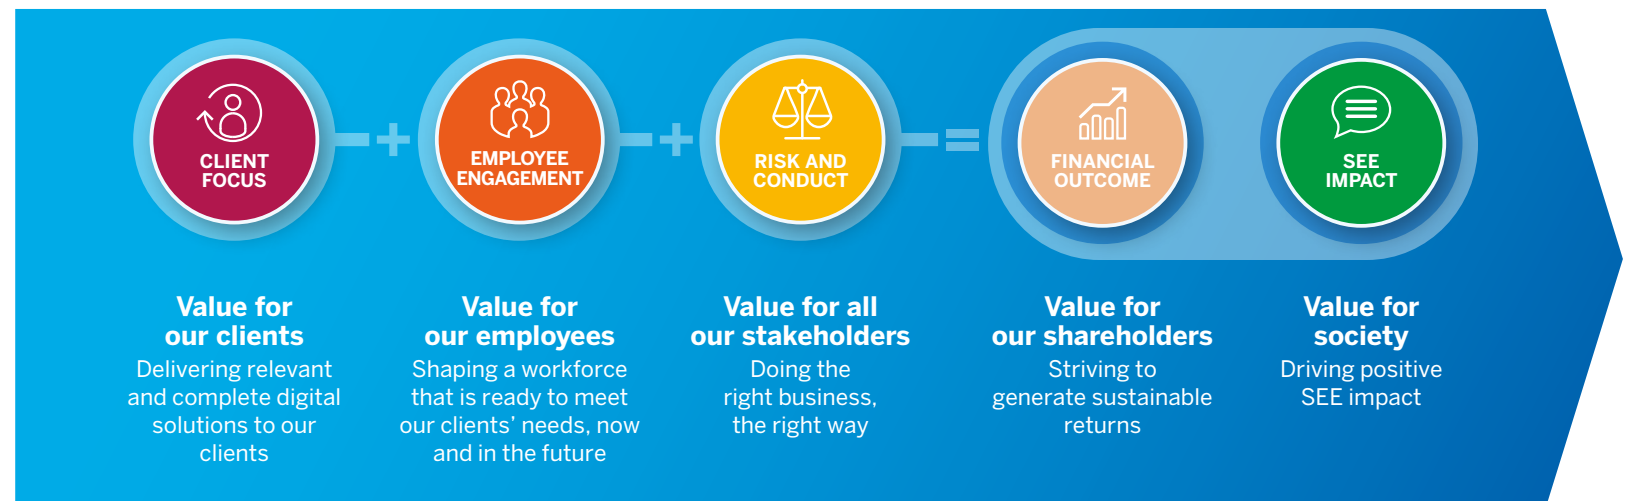 CLIENT
FOCUS
+
EMPLOYEE
ENGAGEMENT
+
RISK AND
CONDUCT
=
FINANCIAL
OUTCOME
SEE
IMPACT
Value for
our clients
Delivering relevant
and complete digital
solutions to our
clients
Value for
our employees
Shaping a workforce
that is ready to meet
our clients’ needs, now
and in the future
Value for all
our stakeholders
Doing the
right business,
the right way
Value for
our shareholders
Striving to
generate sustainable
returns
Value for
society
Driving positive
SEE impact